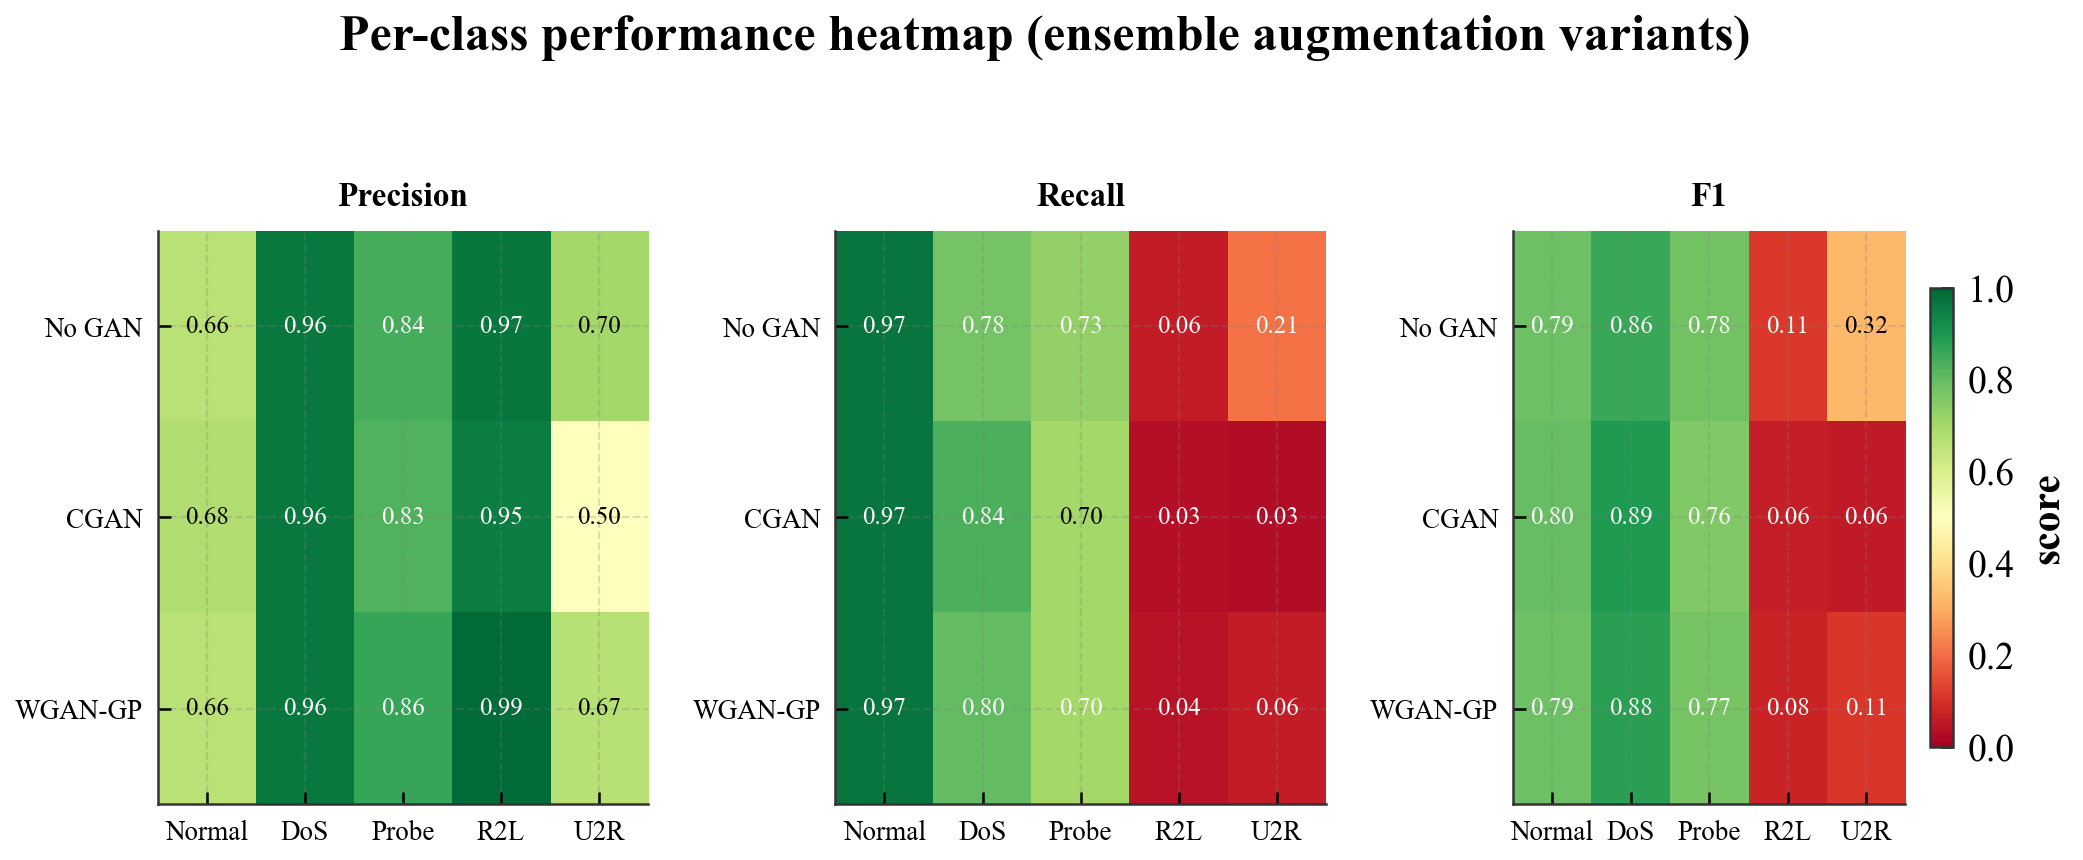 Per-class performance heatmap (ensemble augmentation variants)
Precision
No GAN 0.66 0.96 0.84 0.97 0.70
CGAN 0.68 0.96 0.83 0.95 0.50
WGAN-GP 0.66 0.96 0.86 0.99 0.67
Normal DoS Probe R2L U2R
Recall
No GAN 0.97 0.78 0.73 0.06 0.21
CGAN 0.97 0.84 0.70 0.03 0.03
WGAN-GP 0.97 0.80 0.70 0.04 0.06
Normal DoS Probe R2L U2R
F1
No GAN 0.79 0.86 0.78 0.11 0.32
CGAN 0.80 0.89 0.76 0.06 0.06
WGAN-GP 0.79 0.88 0.77 0.08 0.11
Normal DoS Probe R2L U2R
1.0
0.8
0.6
0.4
0.2
0.0
score